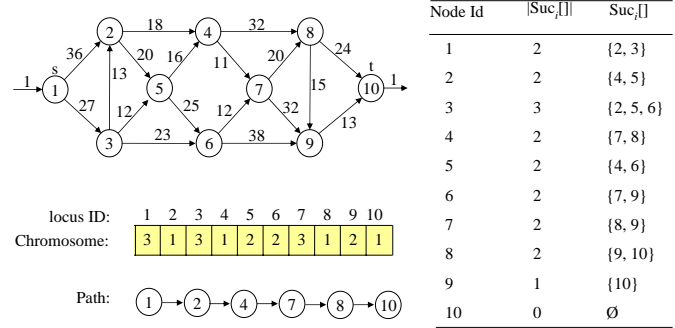 Node Id |Suc_i[]| Suc_i[]
1 2 {2, 3}
2 2 {4, 5}
3 3 {2, 5, 6}
4 2 {7, 8}
5 2 {4, 6}
6 2 {7, 9}
7 2 {8, 9}
8 2 {9, 10}
9 1 {10}
10 0 Ø
2 18 4 32 8
s 36 20 16 11 20 24 t
1 1 13 5 7 15 10 1
27 12 25 12 32 13
3 23 6 38 9
locus ID: 1 2 3 4 5 6 7 8 9 10
Chromosome: 3 1 3 1 2 2 3 1 2 1
Path: 1 2 4 7 8 10